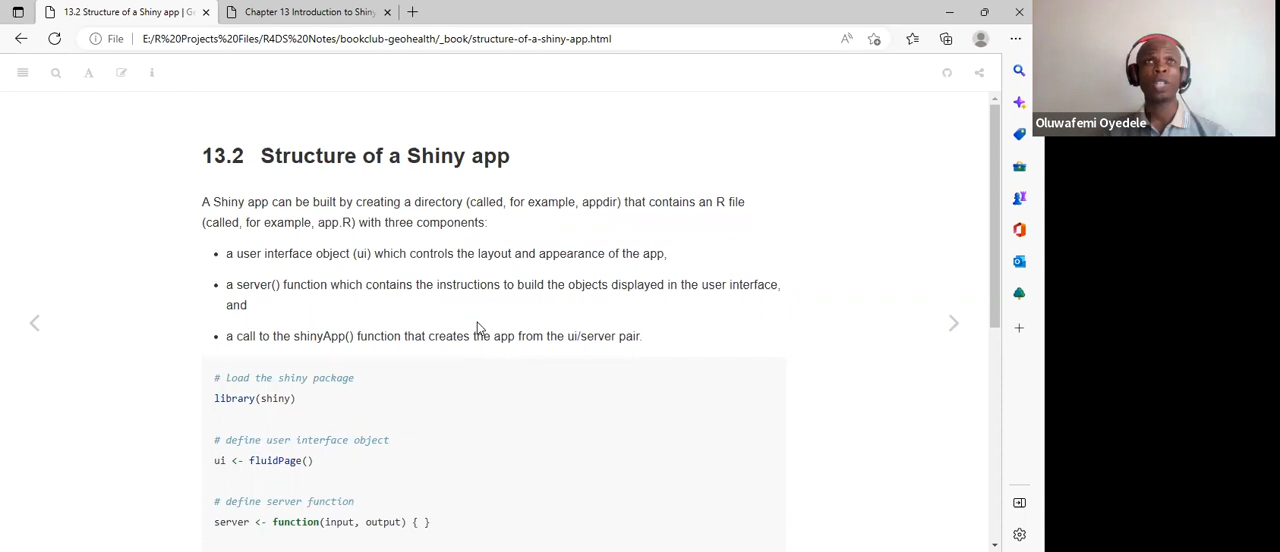 13.2 Structure of a Shiny app | Ge
Chapter 13 Introduction to Shiny
File
E:/R%20Projects%20Files/R4DS%20Notes/bookclub-geohealth/_book/structure-of-a-shiny-app.html
Oluwafemi Oyedele
13.2 Structure of a Shiny app
A Shiny app can be built by creating a directory (called, for example, appdir) that contains an R file
(called, for example, app.R) with three components:
• a user interface object (ui) which controls the layout and appearance of the app,
• a server() function which contains the instructions to build the objects displayed in the user interface,
and
• a call to the shinyApp() function that creates the app from the ui/server pair.
# load the shiny package
library(shiny)
# define user interface object
ui <- fluidPage()
# define server function
server <- function(input, output) { }